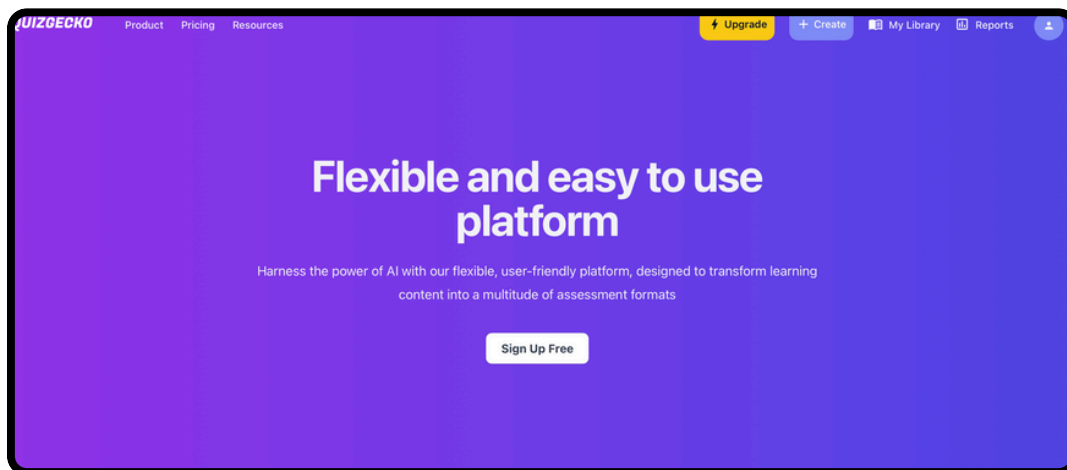 QUIZGECKO Product Pricing Resources Upgrade + Create My Library Reports
Flexible and easy to use
platform
Harness the power of AI with our flexible, user-friendly platform, designed to transform learning
content into a multitude of assessment formats
Sign Up Free